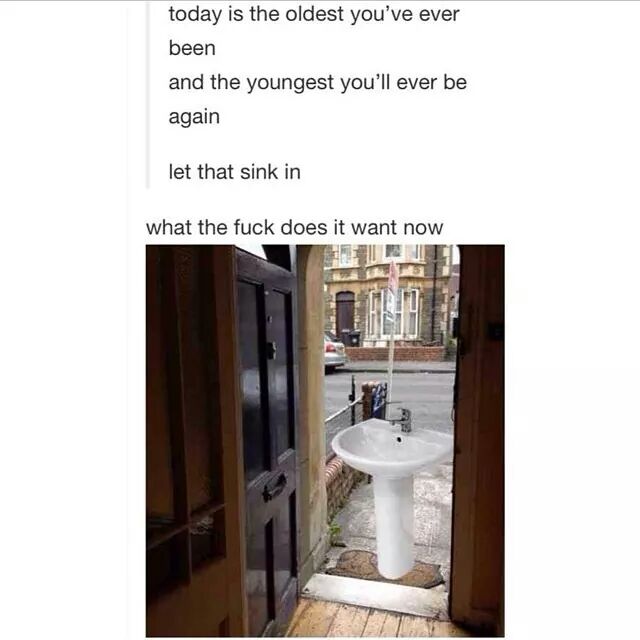 today is the oldest you've ever
been
and the youngest you'll ever be
again
let that sink in
what the fuck does it want now